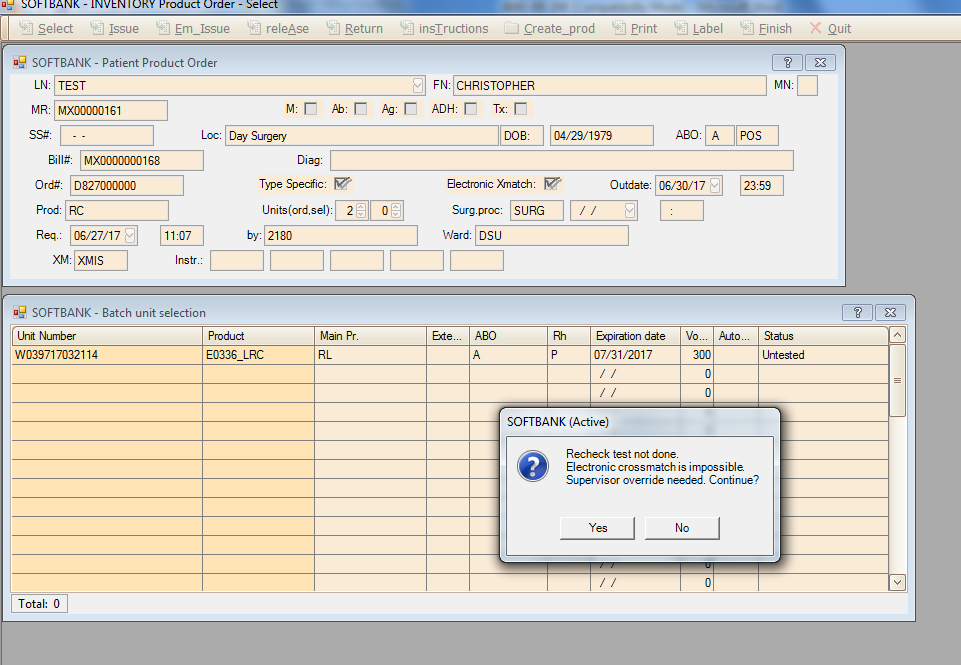 SOFTBANK - INVENTORY Product Order - Select
Select Issue Em_Issue releAse Return insTructions Create_prod Print Label Finish Quit
SOFTBANK - Patient Product Order ?
LN: TEST FN: CHRISTOPHER MN:
MR: MX00000161 M: Ab: Ag: ADH: Tx:
SS#: - - Loc: Day Surgery DOB: 04/29/1979 ABO: A POS
Bill#: MX0000000168 Diag:
Ord#: D827000000 Type Specific: Electronic Xmatch: Outdate: 06/30/17 23:59
Prod: RC Units(ord,sel): 2 0 Surg.proc: SURG / / :
Req.: 06/27/17 11:07 by: 2180 Ward: DSU
XM: XMIS Instr.:
SOFTBANK - Batch unit selection ?
Unit Number Product Main Pr. Exte... ABO Rh Expiration date Vo... Auto... Status
W039717032114 E0336_LRC RL A P 07/31/2017 300 Untested
/ / 0
/ / 0
SOFTBANK (Active)
Recheck test not done.
Electronic crossmatch is impossible.
Supervisor override needed. Continue?
Yes No
/ / 0
/ / 0
Total: 0